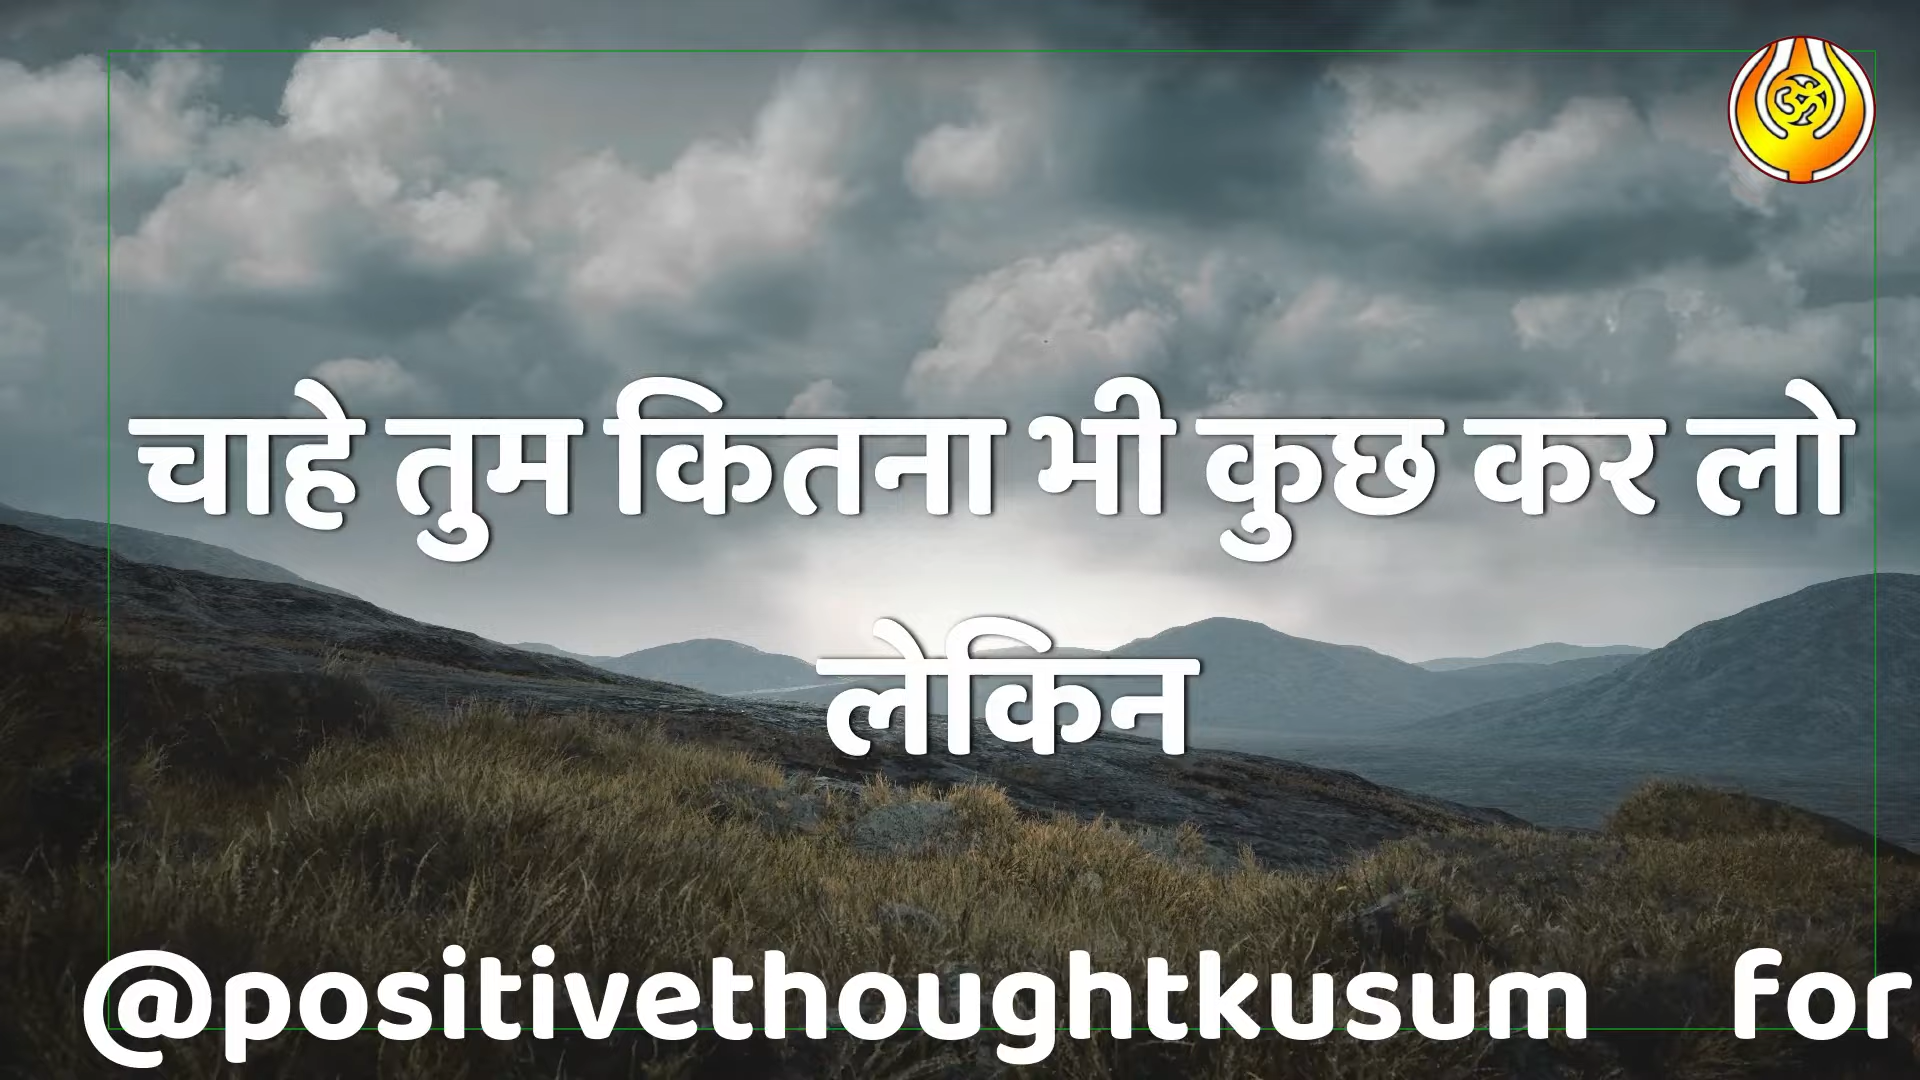 चाहे तुम कितना भी कुछ कर लो
लेकिन
@positivethoughtkusum for